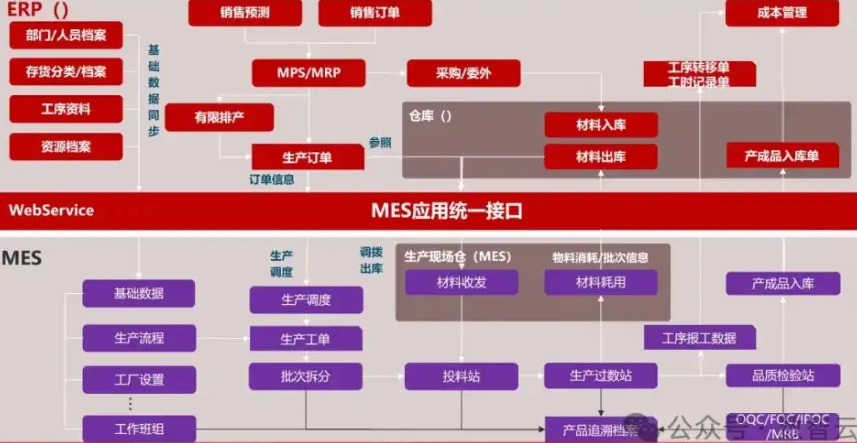 ERP（）
销售预测
销售订单
成本管理
部门/人员档案
存货分类/档案
工序资料
资源档案
基础数据同步
MPS/MRP
采购/委外
工序转移单
工时记录单
有限排产
仓库（）
材料入库
生产订单
参照
材料出库
产成品入库单
订单信息
WebService
MES应用统一接口
MES
生产
调度
调拨
出库
生产现场仓（MES）
物料消耗/批次信息
基础数据
生产调度
材料收发
材料耗用
产成品入库
生产流程
生产工单
工序报工数据
工厂设置
批次拆分
投料站
生产过数站
品质检验站
工作班组
产品追溯档案
OQC/FQC/IPQC
/MRB
公众号
智云